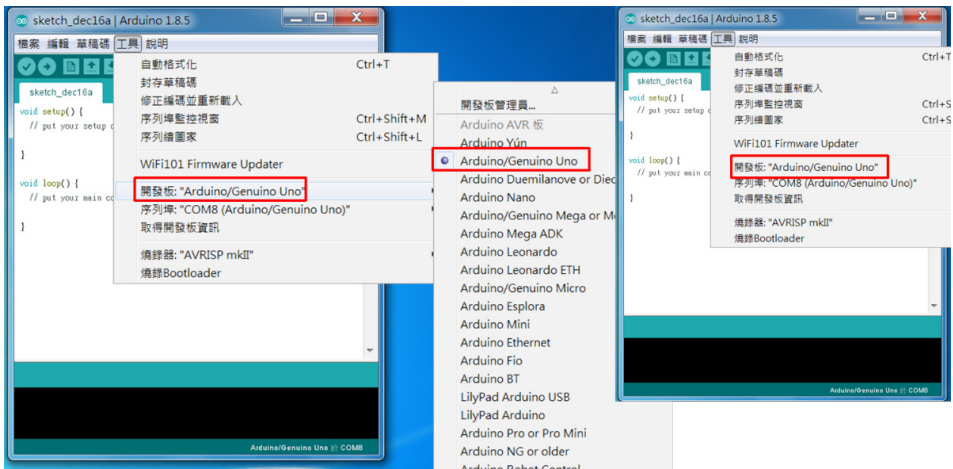 sketch_dec16a | Arduino 1.8.5
檔案 編輯 草稿碼 工具 說明
自動格式化 Ctrl+T
封存草稿碼
修正編碼並重新載入
序列埠監控視窗 Ctrl+Shift+M
序列繪圖家 Ctrl+Shift+L
WiFi101 Firmware Updater
開發板: "Arduino/Genuino Uno"
序列埠: "COM8 (Arduino/Genuino Uno)"
取得開發板資訊
燒錄器: "AVRISP mkII"
燒錄Bootloader
sketch_dec16a
void setup() {
// put your setup
}
void loop() {
// put your main
}
Arduino/Genuino Uno 於 COM8
開發板管理員...
Arduino AVR 板
Arduino Yún
Arduino/Genuino Uno
Arduino Duemilanove or
Arduino Nano
Arduino/Genuino Mega or
Arduino Mega ADK
Arduino Leonardo
Arduino Leonardo ETH
Arduino/Genuino Micro
Arduino Esplora
Arduino Mini
Arduino Ethernet
Arduino Fio
Arduino BT
LilyPad Arduino USB
LilyPad Arduino
Arduino Pro or Pro Mini
Arduino NG or older
Arduino Robot Control
sketch_dec16a | Arduino 1.8.5
檔案 編輯 草稿碼 工具 說明
自動格式化 Ctrl+T
封存草稿碼
修正編碼並重新載入
序列埠監控視窗 Ctrl+S
序列繪圖家 Ctrl+S
WiFi101 Firmware Updater
開發板: "Arduino/Genuino Uno"
序列埠: "COM8 (Arduino/Genuino Uno)"
取得開發板資訊
燒錄器: "AVRISP mkII"
燒錄Bootloader
sketch_dec16a
void setup() {
// put your setup
}
void loop() {
// put your main
}
Arduino/Genuino Uno 於 COM8